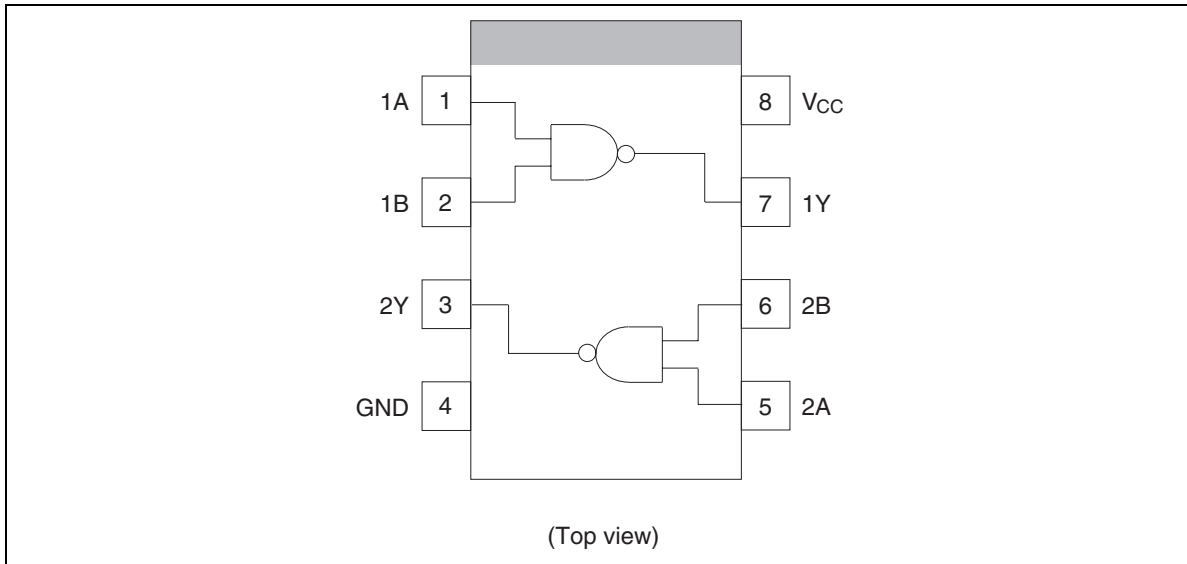 1A 1 8 VCC
1B 2 7 1Y
2Y 3 6 2B
GND 4 5 2A
(Top view)